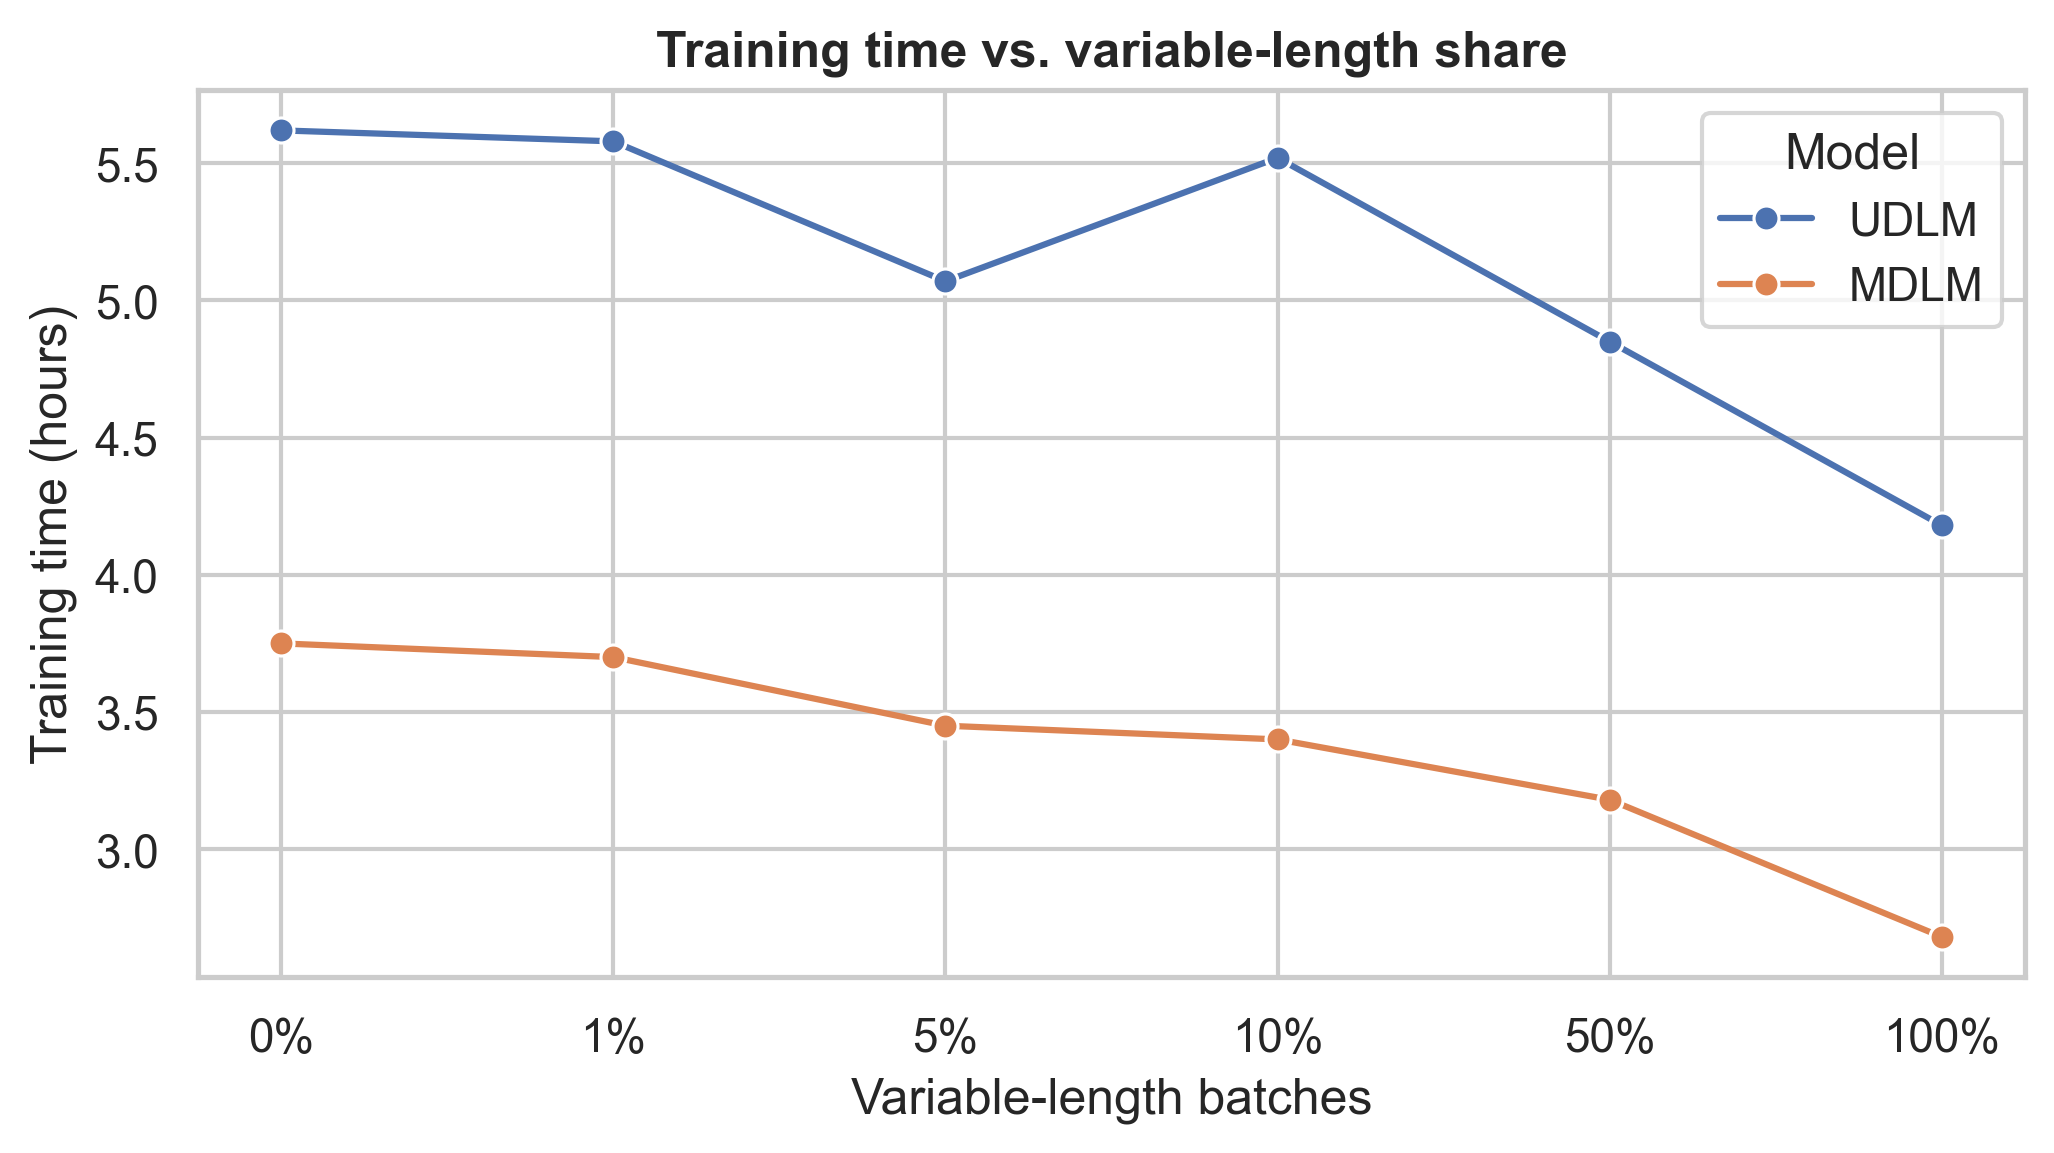 Training time vs. variable-length share
Model
UDLM
MDLM
Training time (hours)
5.5
5.0
4.5
4.0
3.5
3.0
0% 1% 5% 10% 50% 100%
Variable-length batches